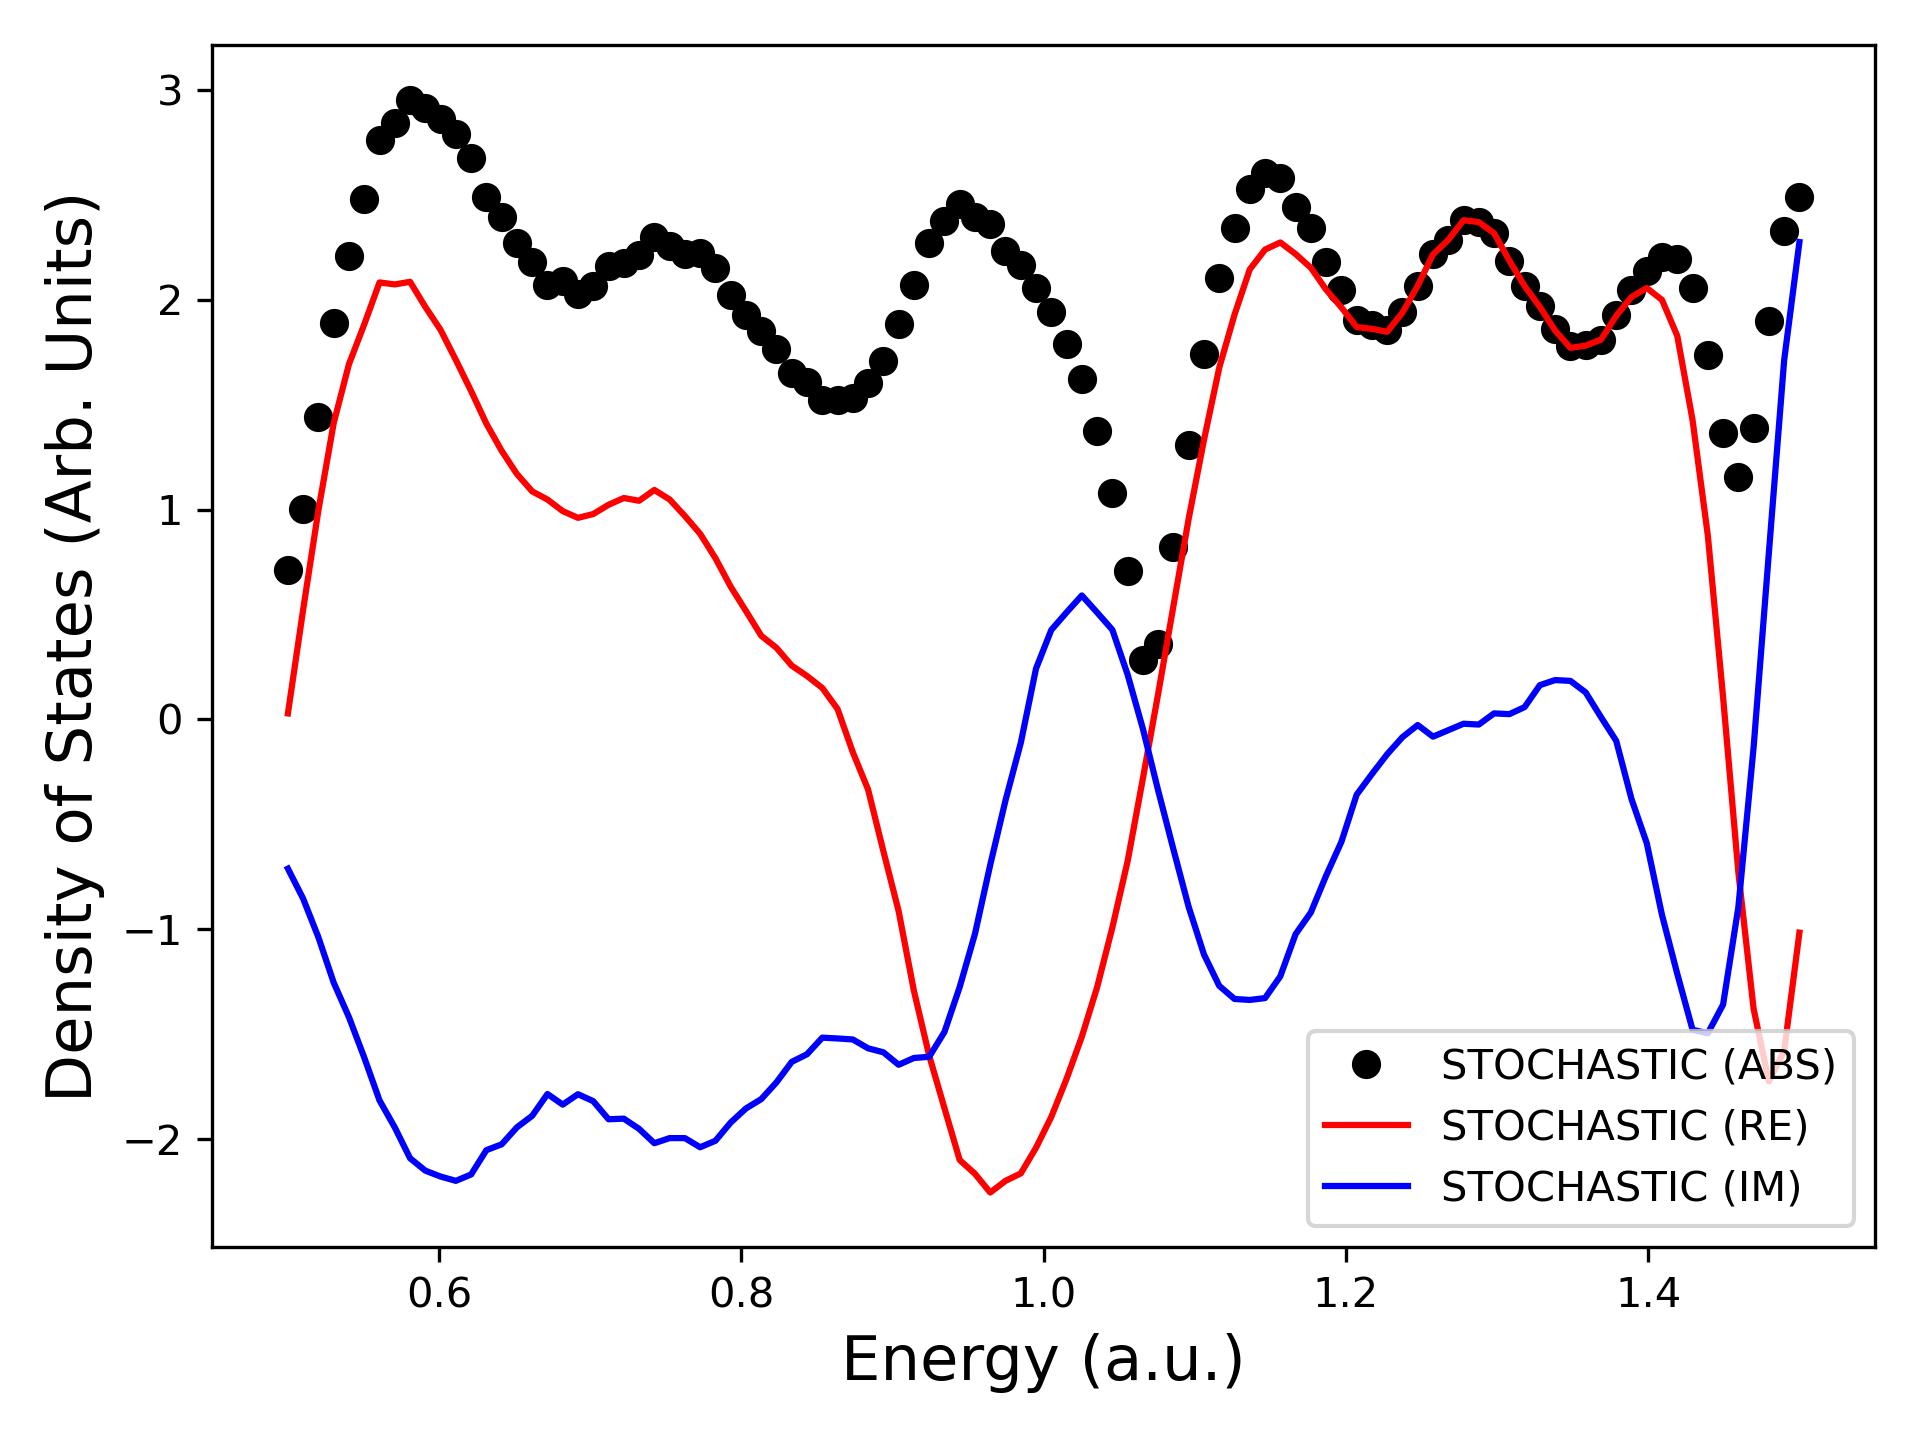 Density of States (Arb. Units)
3
2
1
0
−1
−2
0.6
0.8
1.0
1.2
1.4
Energy (a.u.)
STOCHASTIC (ABS)
STOCHASTIC (RE)
STOCHASTIC (IM)